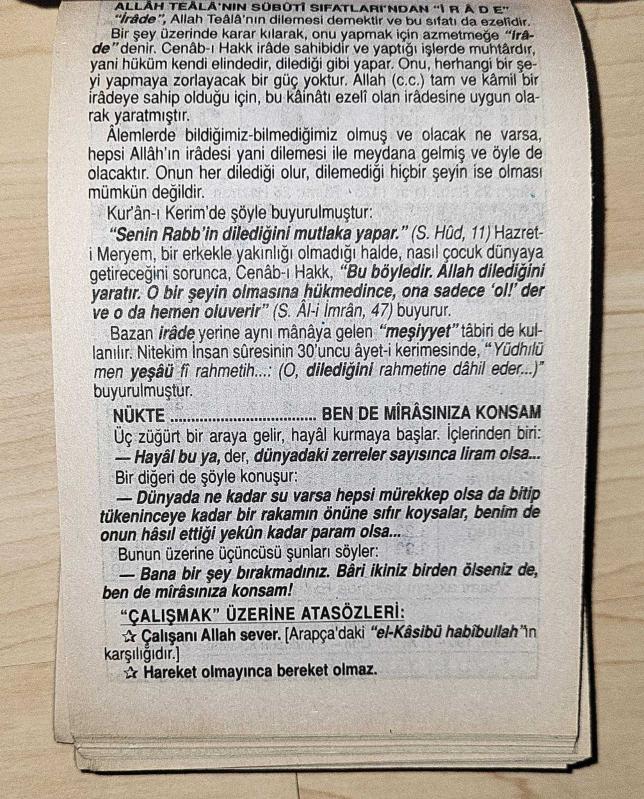 ALLÂH TEÂLÂ'NIN SÜBÛTÎ SIFATLARI'NDAN "İ R Â D E"
"İrâde", Allah Teâlâ'nın dilemesi demektir ve bu sıfatı da ezelîdir.
Bir şey üzerinde karar kılarak, onu yapmak için azmetmeğe "irâ-
de" denir. Cenâb-ı Hakk irâde sahibidir ve yaptığı işlerde muhtârdır,
yani hüküm kendi elindedir, dilediği gibi yapar. Onu, herhangi bir şe-
yi yapmaya zorlayacak bir güç yoktur. Allah (c.c.) tam ve kâmil bir
irâdeye sahip olduğu için, bu kâinâtı ezelî olan irâdesine uygun ola-
rak yaratmıştır.
Âlemlerde bildiğimiz-bilmediğimiz olmuş ve olacak ne varsa,
hepsi Allâh'ın irâdesi yani dilemesi ile meydana gelmiş ve öyle de
olacaktır. Onun her dilediği olur, dilemediği hiçbir şeyin ise olması
mümkün değildir.
Kur'ân-ı Kerim'de şöyle buyurulmuştur:
"Senin Rabb'in dilediğini mutlaka yapar." (S. Hûd, 11) Hazret-
i Meryem, bir erkekle yakınlığı olmadığı halde, nasıl çocuk dünyaya
getireceğini sorunca, Cenâb-ı Hakk, "Bu böyledir. Allah dilediğini
yaratır. O bir şeyin olmasına hükmedince, ona sadece 'ol!' der
ve o da hemen oluverir" (S. Âl-i İmrân, 47) buyurur.
Bazan irâde yerine aynı mânâya gelen "meşiyyet" tâbiri de kul-
lanılır. Nitekim İnsan sûresinin 30'uncu âyet-i kerimesinde, "Yüdhılü
men yeşâü fî rahmetih...: (O, dilediğini rahmetine dâhil eder...)"
buyurulmuştur.
NÜKTE ................................. BEN DE MÎRÂSINIZA KONSAM
Üç züğürt bir araya gelir, hayâl kurmaya başlar. İçlerinden biri:
— Hayâl bu ya, der, dünyadaki zerreler sayısınca liram olsa...
Bir diğeri de şöyle konuşur:
— Dünyada ne kadar su varsa hepsi mürekkep olsa da bitip
tükeninceye kadar bir rakamın önüne sıfır koysalar, benim de
onun hâsıl ettiği yekûn kadar param olsa...
Bunun üzerine üçüncüsü şunları söyler:
— Bana bir şey bırakmadınız. Bâri ikiniz birden ölseniz de,
ben de mîrâsınıza konsam!
"ÇALIŞMAK" ÜZERİNE ATASÖZLERİ:
☆ Çalışanı Allah sever. [Arapça'daki "el-Kâsibü habîbullah"ın
karşılığıdır.]
☆ Hareket olmayınca bereket olmaz.